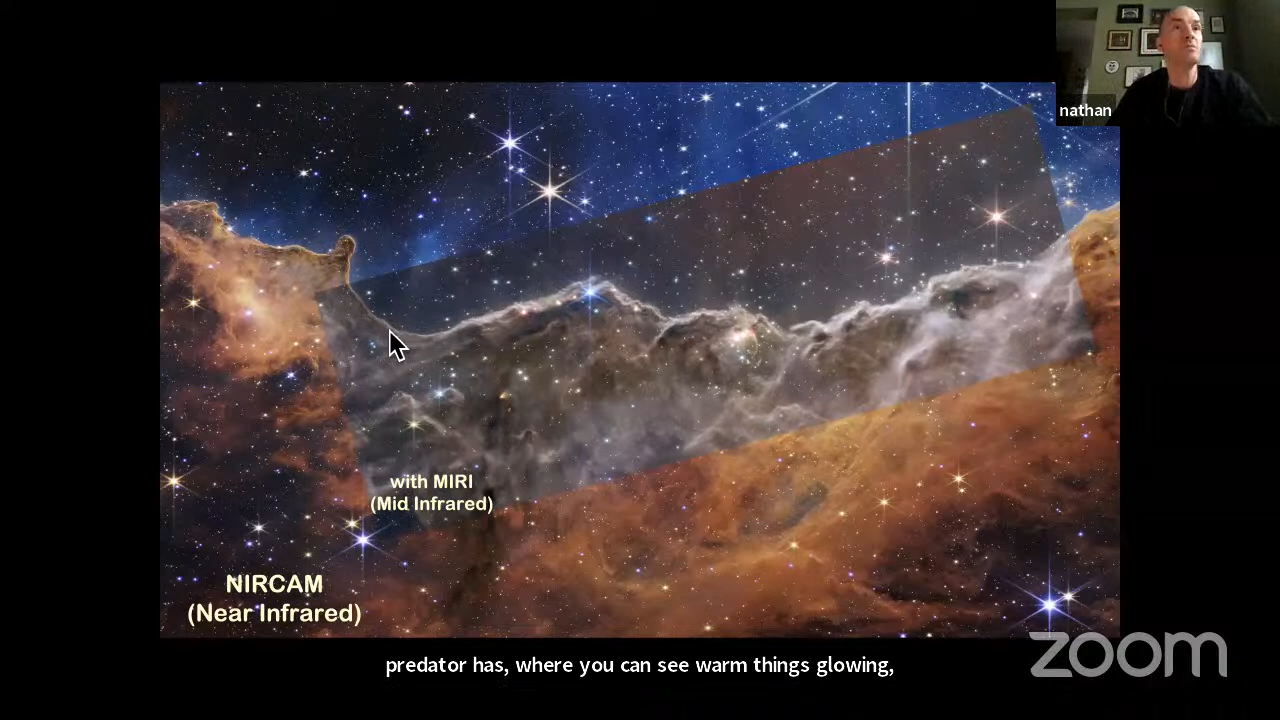 nathan
with MIRI
(Mid Infrared)
NIRCAM
(Near Infrared)
predator has, where you can see warm things glowing,
zoom